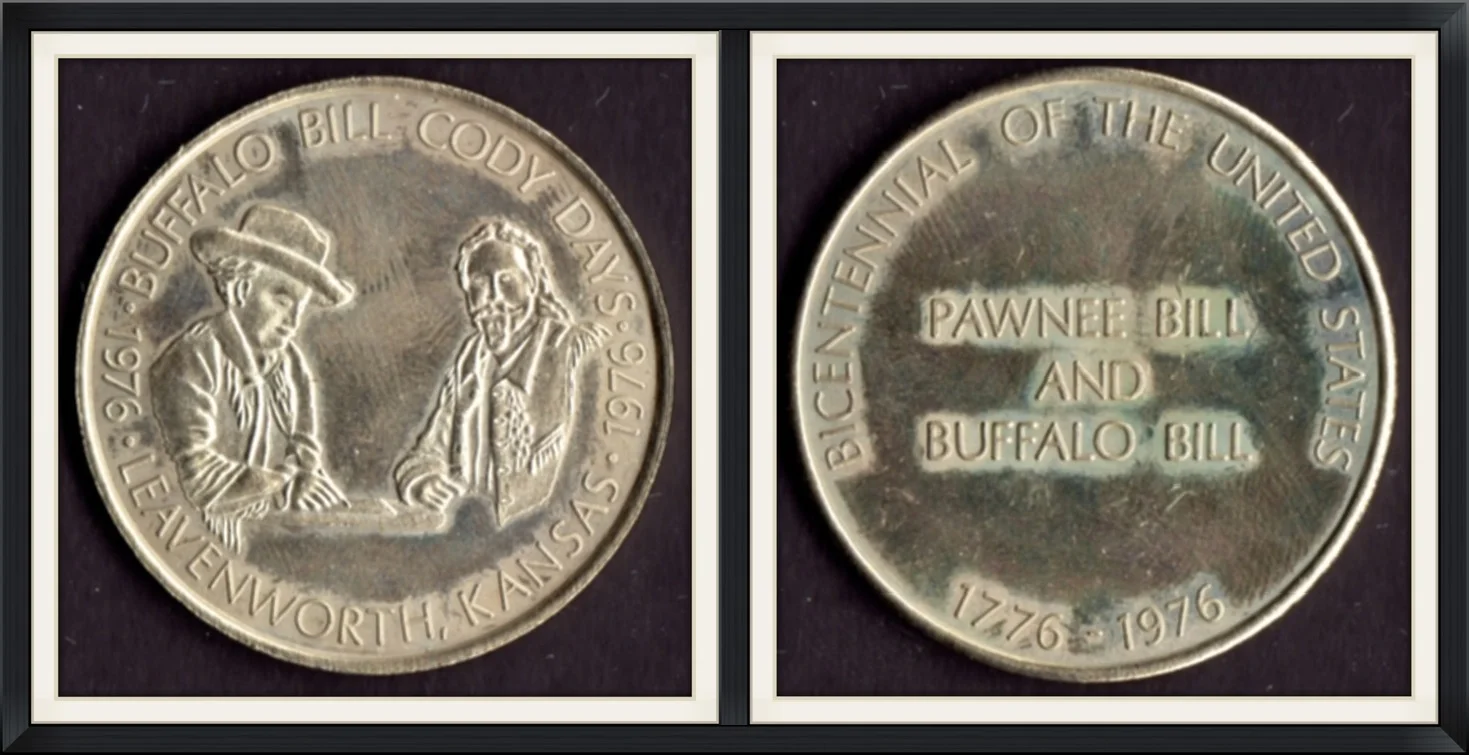 BUFFALO BILL CODY DAYS · 1976 ·
LEAVENWORTH, KANSAS · 1976 ·
BICENTENNIAL OF THE UNITED STATES
PAWNEE BILL
AND
BUFFALO BILL
1776 - 1976